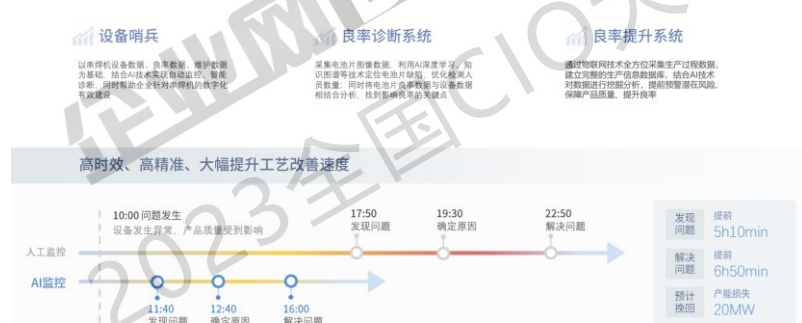 设备哨兵
以串焊机设备数据、良率数据、维护数据
为基础，结合AI技术实现自动监控、智能
诊断，同时帮助企业针对串焊机的数字化
有效建设
良率诊断系统
采集电池片图像数据，利用AI深度学习、知
识图谱等技术定位电池片缺陷，优化检测人
员数量；同时将电池片良率数据与设备数据
相结合分析，找到影响良率的关键点
良率提升系统
通过物联网技术全方位采集生产过程数据，
建立完整的生产信息数据库，结合AI技术
对数据进行挖掘分析，提前预警潜在风险，
保障产品质量，提升良率
高时效、高精准、大幅提升工艺改善速度
10:00 问题发生
设备发生异常，产品质量受到影响
17:50
发现问题
19:30
确定原因
22:50
解决问题
人工监控
AI监控
11:40
发现问题
12:40
确定原因
16:00
解决问题
发现
问题
提前
5h10min
解决
问题
提前
6h50min
预计
挽回
产能损失
20MW
企业网
2023全国CIO大